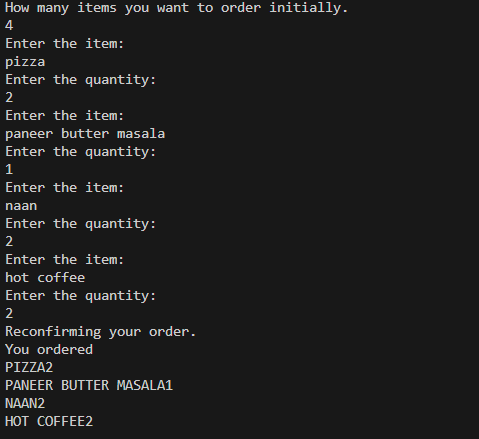 How many items you want to order initially.
4
Enter the item:
pizza
Enter the quantity:
2
Enter the item:
paneer butter masala
Enter the quantity:
1
Enter the item:
naan
Enter the quantity:
2
Enter the item:
hot coffee
Enter the quantity:
2
Reconfirming your order.
You ordered
PIZZA2
PANEER BUTTER MASALA1
NAAN2
HOT COFFEE2